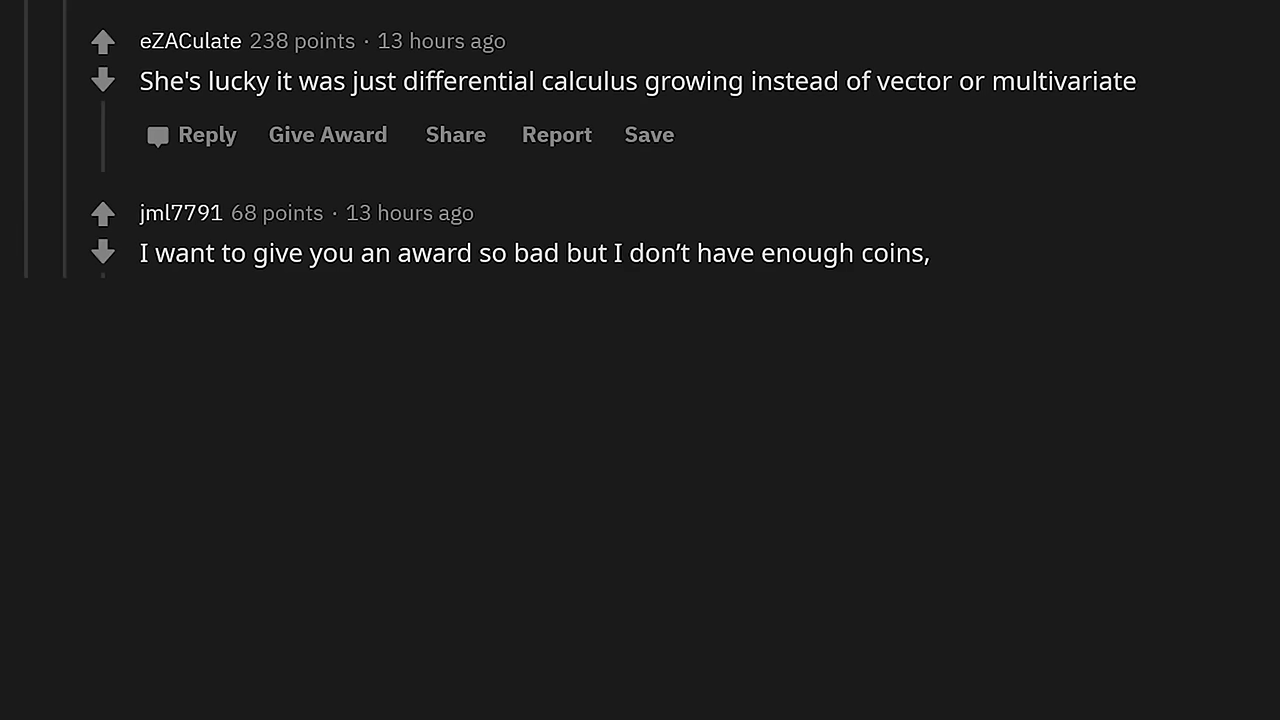 eZACulate 238 points · 13 hours ago
She's lucky it was just differential calculus growing instead of vector or multivariate
Reply Give Award Share Report Save
jml7791 68 points · 13 hours ago
I want to give you an award so bad but I don’t have enough coins,